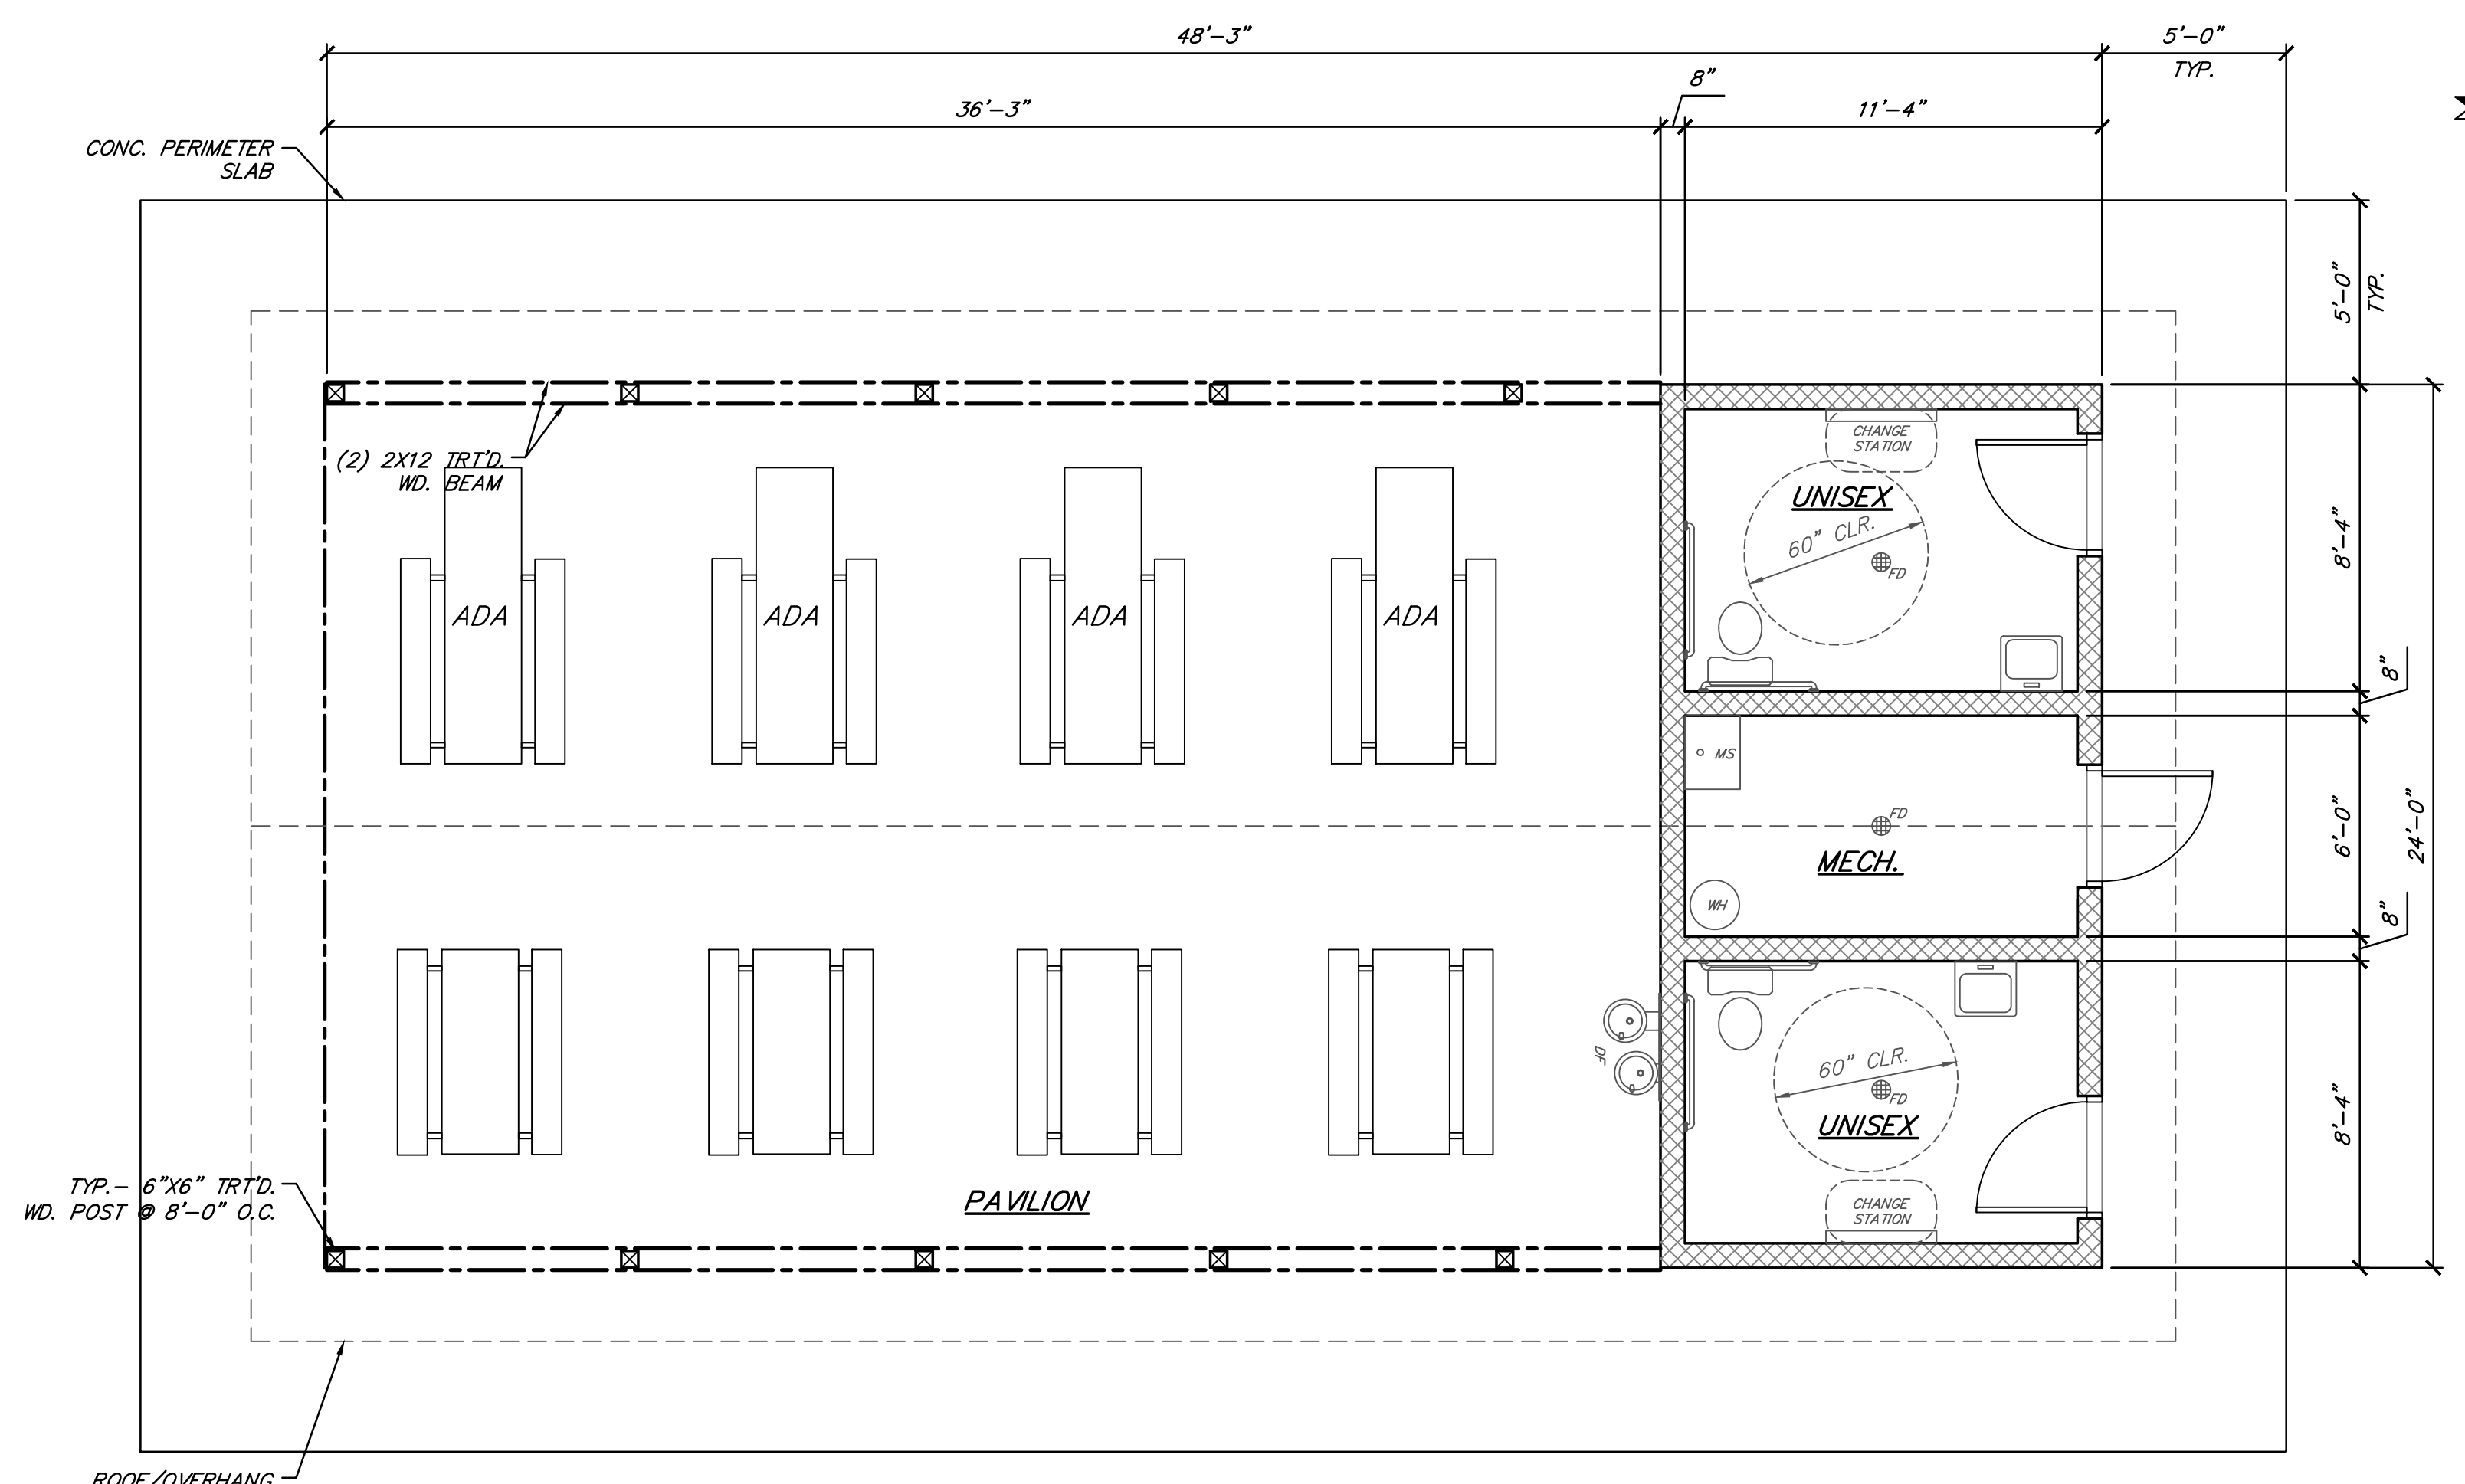 48'-3"
5'-0"
TYP.
8"
36'-3"
11'-4"
CONC. PERIMETER
SLAB
5'-0"
TYP.
(2) 2X12 TRT'D.
WD. BEAM
CHANGE
STATION
UNISEX
60" CLR.
FD
8'-4"
ADA
ADA
ADA
ADA
8"
MS
FD
MECH.
6'-0"
24'-0"
WH
8"
DF
60" CLR.
FD
UNISEX
8'-4"
CHANGE
STATION
TYP.- 6"X6" TRT'D.
WD. POST @ 8'-0" O.C.
PAVILION
ROOF/OVERHANG